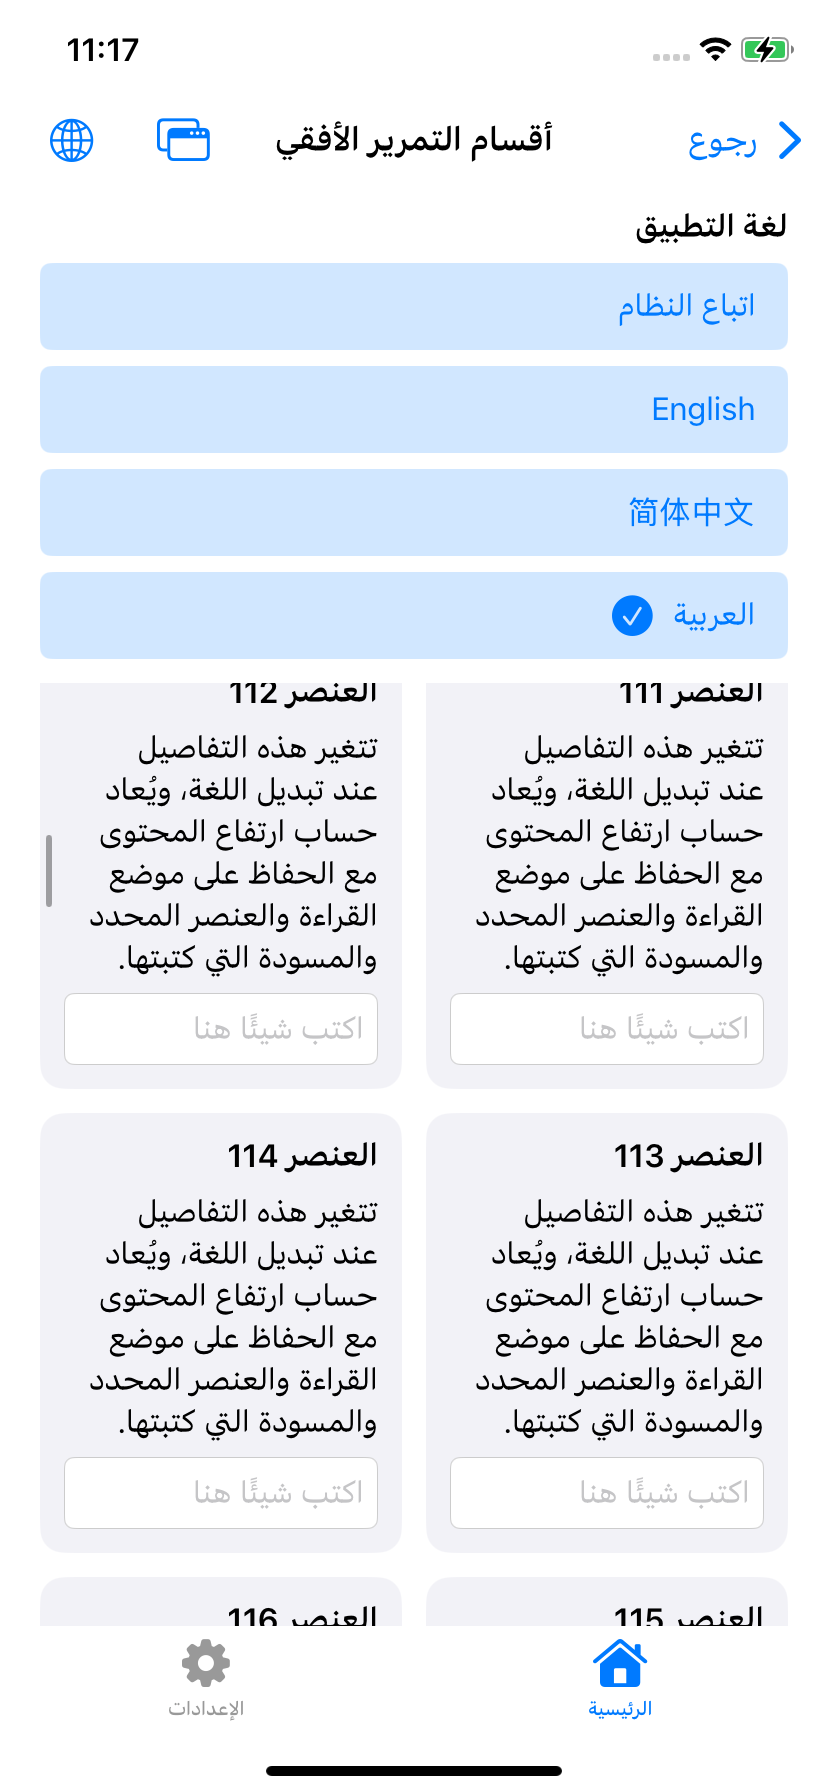 11:17
رجوع
أقسام التمرير الأفقي
لغة التطبيق
اتباع النظام
English
简体中文
العربية
العنصر 111
تتغير هذه التفاصيل
عند تبديل اللغة، ويُعاد
حساب ارتفاع المحتوى
مع الحفاظ على موضع
القراءة والعنصر المحدد
والمسودة التي كتبتها.
اكتب شيئًا هنا
العنصر 112
تتغير هذه التفاصيل
عند تبديل اللغة، ويُعاد
حساب ارتفاع المحتوى
مع الحفاظ على موضع
القراءة والعنصر المحدد
والمسودة التي كتبتها.
اكتب شيئًا هنا
العنصر 113
تتغير هذه التفاصيل
عند تبديل اللغة، ويُعاد
حساب ارتفاع المحتوى
مع الحفاظ على موضع
القراءة والعنصر المحدد
والمسودة التي كتبتها.
اكتب شيئًا هنا
العنصر 114
تتغير هذه التفاصيل
عند تبديل اللغة، ويُعاد
حساب ارتفاع المحتوى
مع الحفاظ على موضع
القراءة والعنصر المحدد
والمسودة التي كتبتها.
اكتب شيئًا هنا
العنصر 115
العنصر 116
الرئيسية
الإعدادات